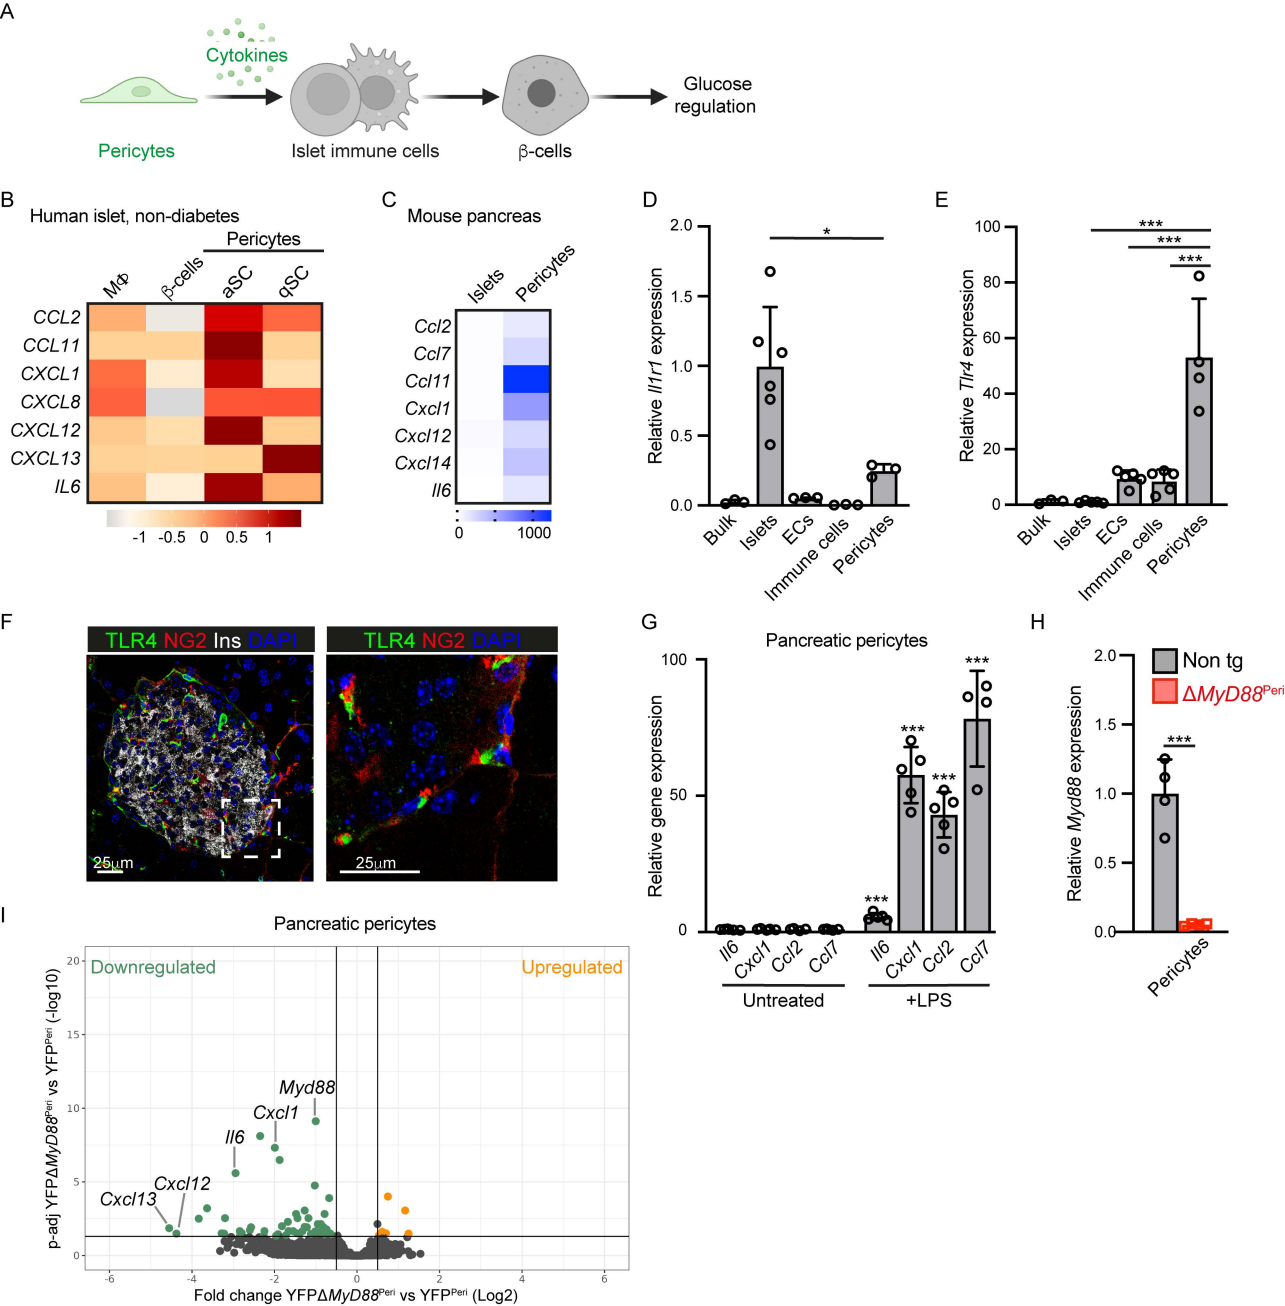 A
Cytokines
Pericytes
Islet immune cells
β-cells
Glucose
regulation
B
Human islet, non-diabetes
Pericytes
MΦ
β-cells
aSC
qSC
CCL2
CCL11
CXCL1
CXCL8
CXCL12
CXCL13
IL6
-1 -0.5 0 0.5 1
C
Mouse pancreas
Islets
Pericytes
Ccl2
Ccl7
Ccl11
Cxcl1
Cxcl12
Cxcl14
Il6
0 1000
D
Relative Il1r1 expression
2.0
1.5
1.0
0.5
0.0
*
Bulk
Islets
ECs
Immune cells
Pericytes
E
Relative Tlr4 expression
100
80
60
40
20
0
***
***
***
Bulk
Islets
ECs
Immune cells
Pericytes
F
TLR4 NG2 Ins DAPI
25μm
TLR4 NG2 DAPI
25μm
G
Pancreatic pericytes
Relative gene expression
100
50
0
***
***
***
***
Il6
Cxcl1
Ccl2
Ccl7
Il6
Cxcl1
Ccl2
Ccl7
Untreated
+LPS
H
Relative Myd88 expression
2.0
1.5
1.0
0.5
0.0
Non tg
ΔMyD88Peri
***
Pericytes
I
Pancreatic pericytes
Downregulated
Upregulated
p-adj YFPΔMyD88Peri vs YFPPeri (-log10)
20
15
10
5
0
Myd88
Cxcl1
Il6
Cxcl12
Cxcl13
-6 -4 -2 0 2 4 6
Fold change YFPΔMyD88Peri vs YFPPeri (Log2)